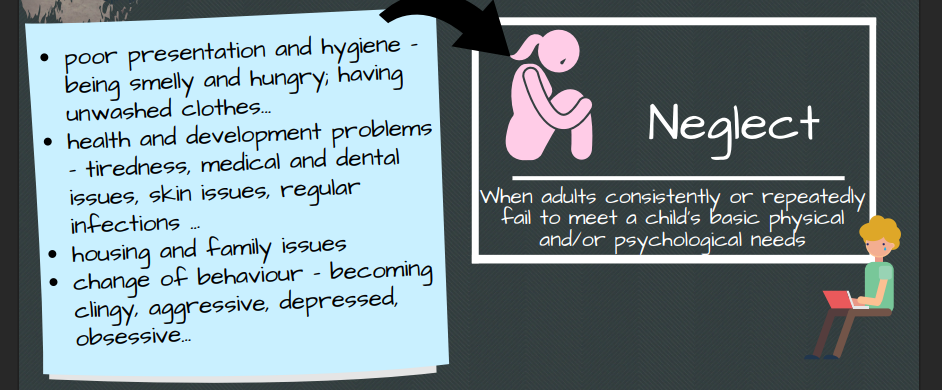 • poor presentation and hygiene -
being smelly and hungry; having
unwashed clothes...
• health and development problems
- tiredness, medical and dental
issues, skin issues, regular
infections ...
• housing and family issues
• change of behaviour - becoming
clingy, aggressive, depressed,
obsessive...
Neglect
When adults consistently or repeatedly
fail to meet a child's basic physical
and/or psychological needs